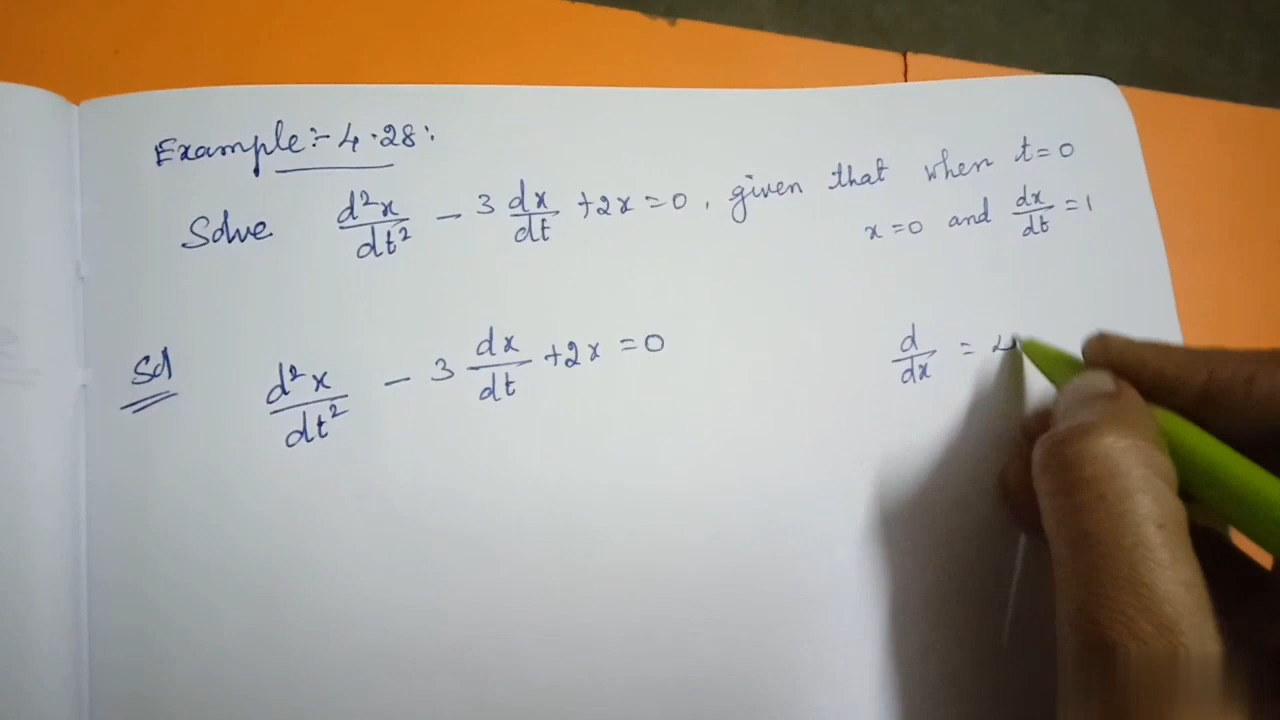 Example:- 4.28:
Solve d²x/dt² - 3 dx/dt + 2x = 0, given that when t=0
x=0 and dx/dt = 1
Sol d²x/dt² - 3 dx/dt + 2x = 0
d/dx =